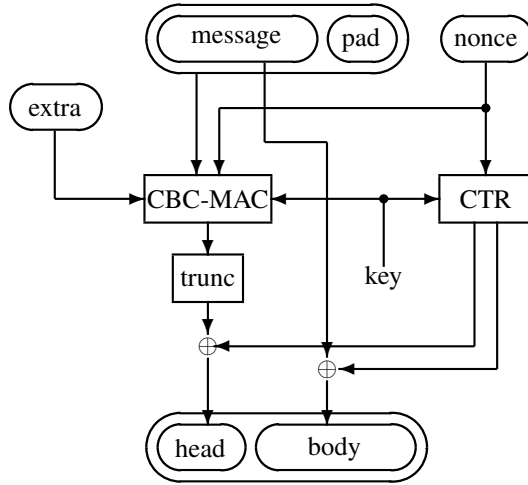 message pad nonce
extra
CBC-MAC CTR
trunc key
head body